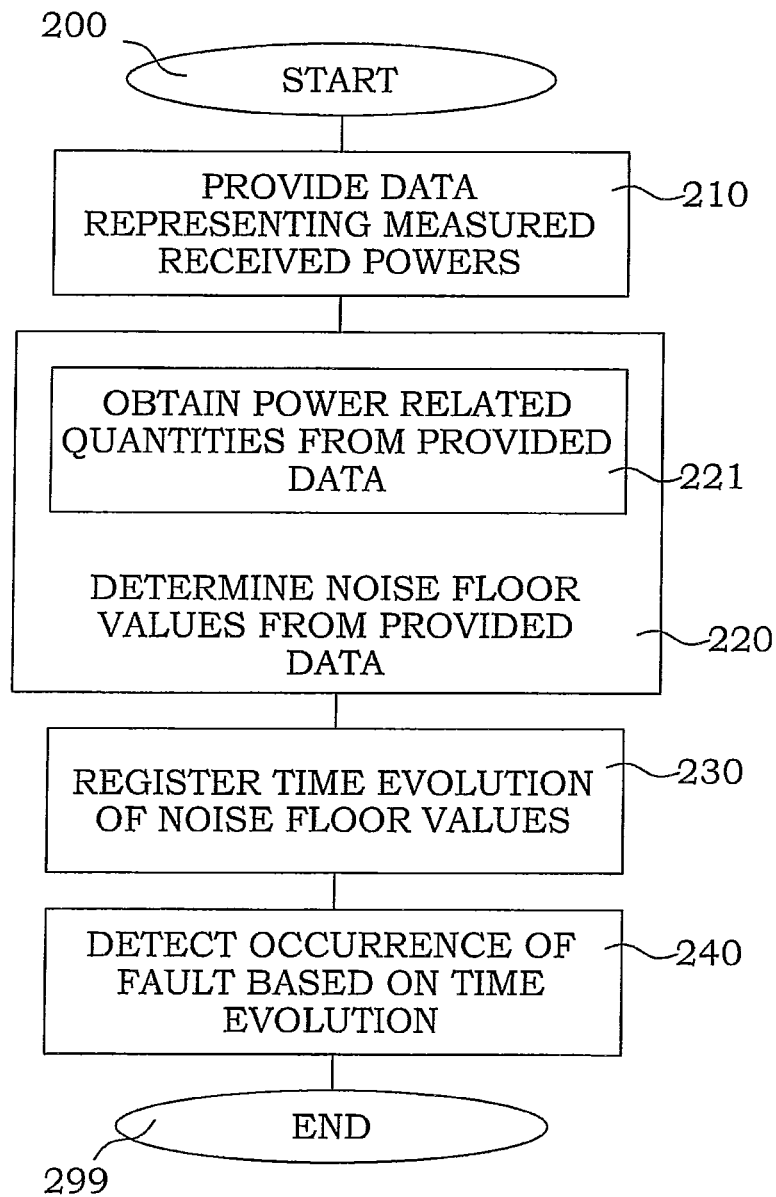 200
START
PROVIDE DATA
REPRESENTING MEASURED
RECEIVED POWERS
210
OBTAIN POWER RELATED
QUANTITIES FROM PROVIDED
DATA
221
DETERMINE NOISE FLOOR
VALUES FROM PROVIDED
DATA
220
REGISTER TIME EVOLUTION
OF NOISE FLOOR VALUES
230
DETECT OCCURRENCE OF
FAULT BASED ON TIME
EVOLUTION
240
END
299